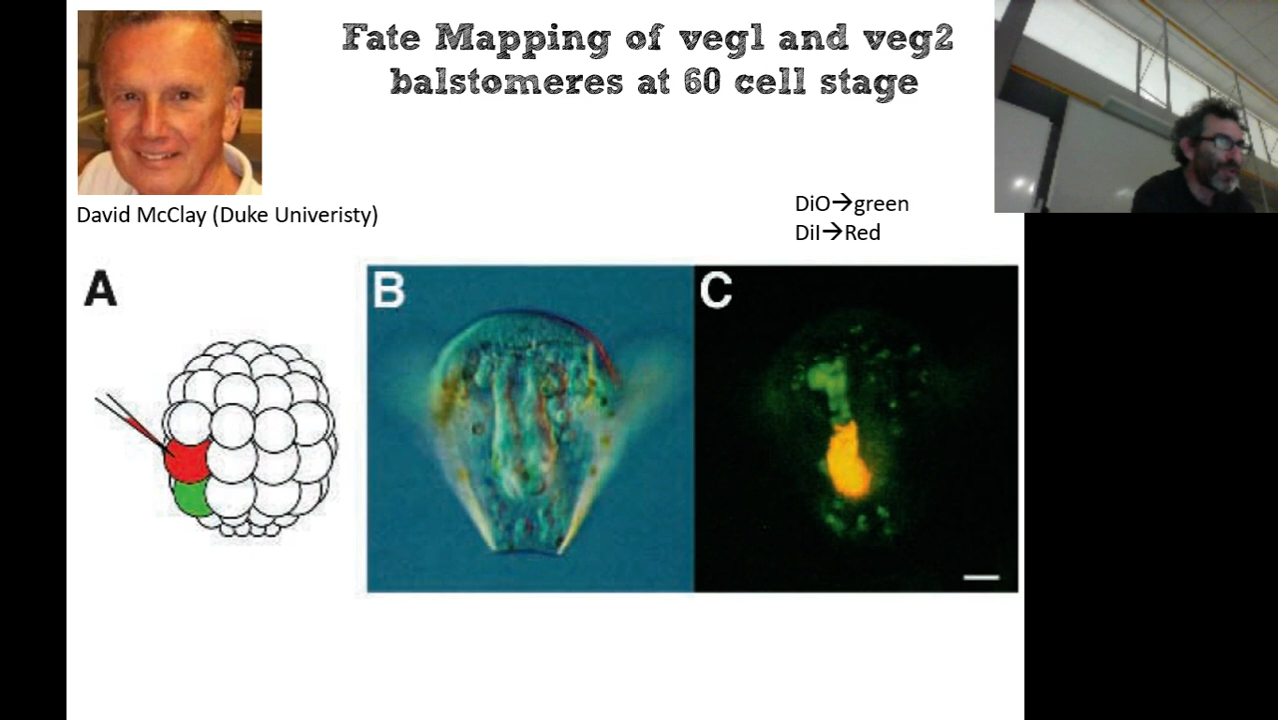 Fate Mapping of veg1 and veg2
balstomeres at 60 cell stage
David McClay (Duke Univeristy)
DiO→green
DiI→Red
A
B
C